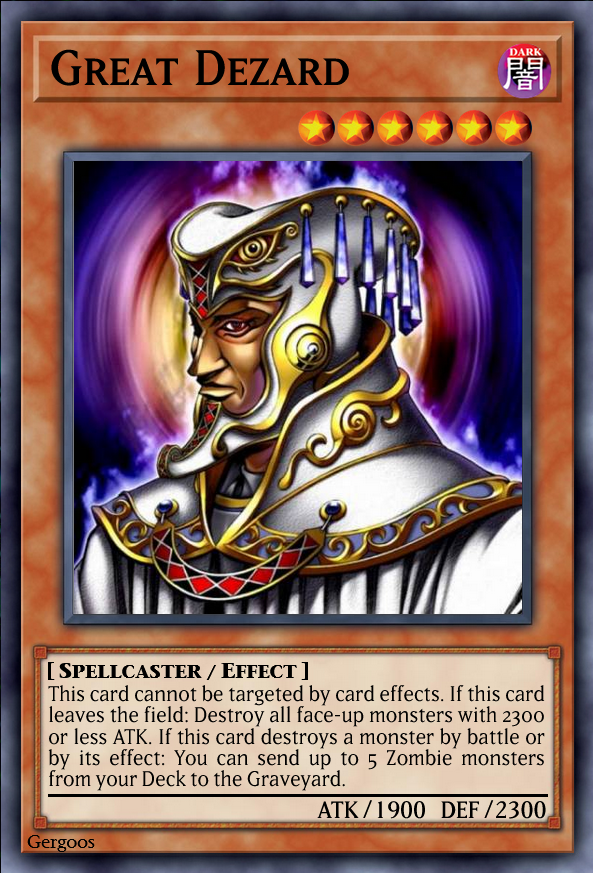 Great Dezard
DARK
闇
[ Spellcaster / Effect ]
This card cannot be targeted by card effects. If this card
leaves the field: Destroy all face-up monsters with 2300
or less ATK. If this card destroys a monster by battle or
by its effect: You can send up to 5 Zombie monsters
from your Deck to the Graveyard.
ATK/1900 DEF/2300
Gergoos